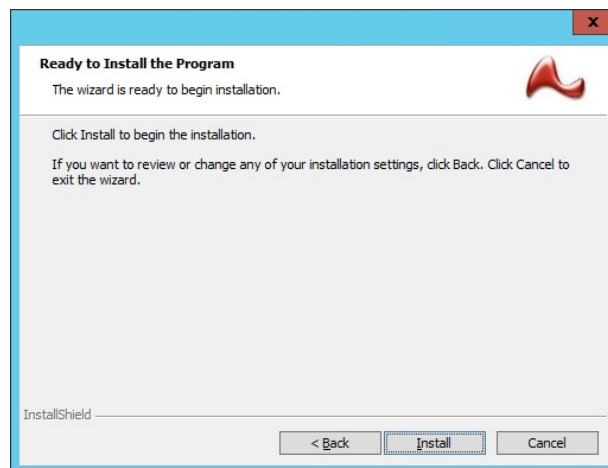 x
Ready to Install the Program
The wizard is ready to begin installation.
Click Install to begin the installation.
If you want to review or change any of your installation settings, click Back. Click Cancel to
exit the wizard.
InstallShield
< Back Install Cancel